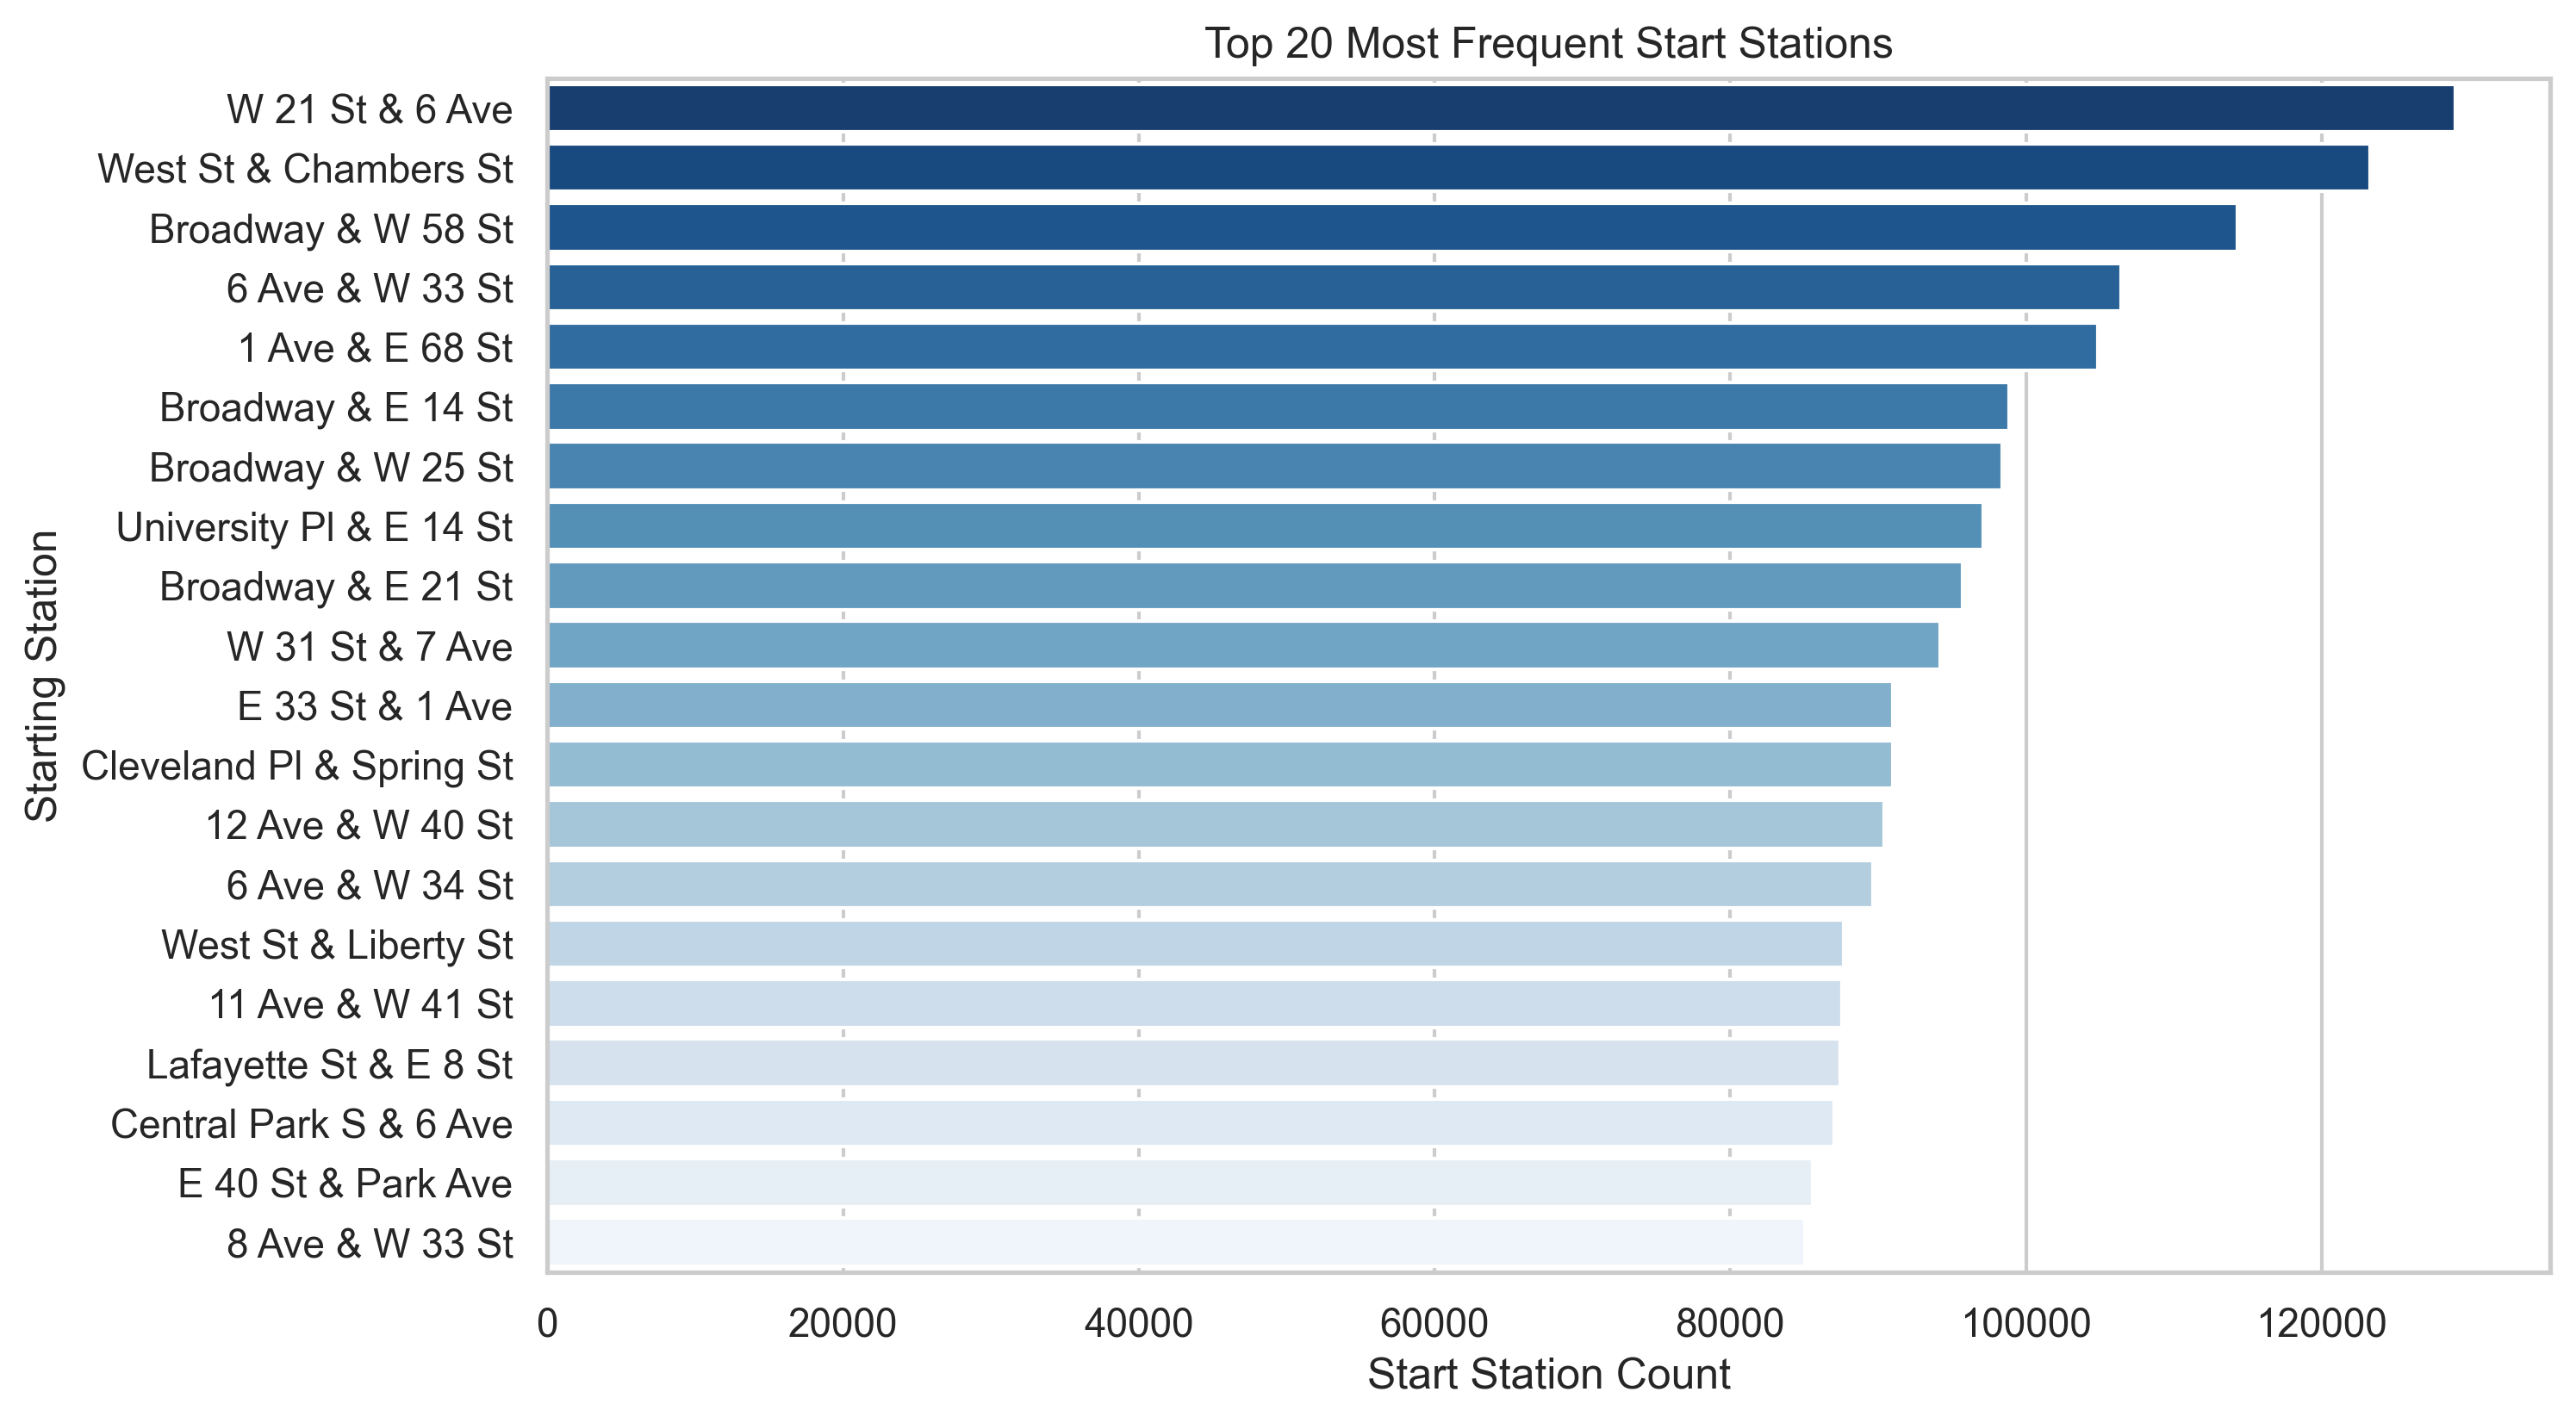 Top 20 Most Frequent Start Stations
Starting Station
W 21 St & 6 Ave
West St & Chambers St
Broadway & W 58 St
6 Ave & W 33 St
1 Ave & E 68 St
Broadway & E 14 St
Broadway & W 25 St
University Pl & E 14 St
Broadway & E 21 St
W 31 St & 7 Ave
E 33 St & 1 Ave
Cleveland Pl & Spring St
12 Ave & W 40 St
6 Ave & W 34 St
West St & Liberty St
11 Ave & W 41 St
Lafayette St & E 8 St
Central Park S & 6 Ave
E 40 St & Park Ave
8 Ave & W 33 St
0 20000 40000 60000 80000 100000 120000
Start Station Count